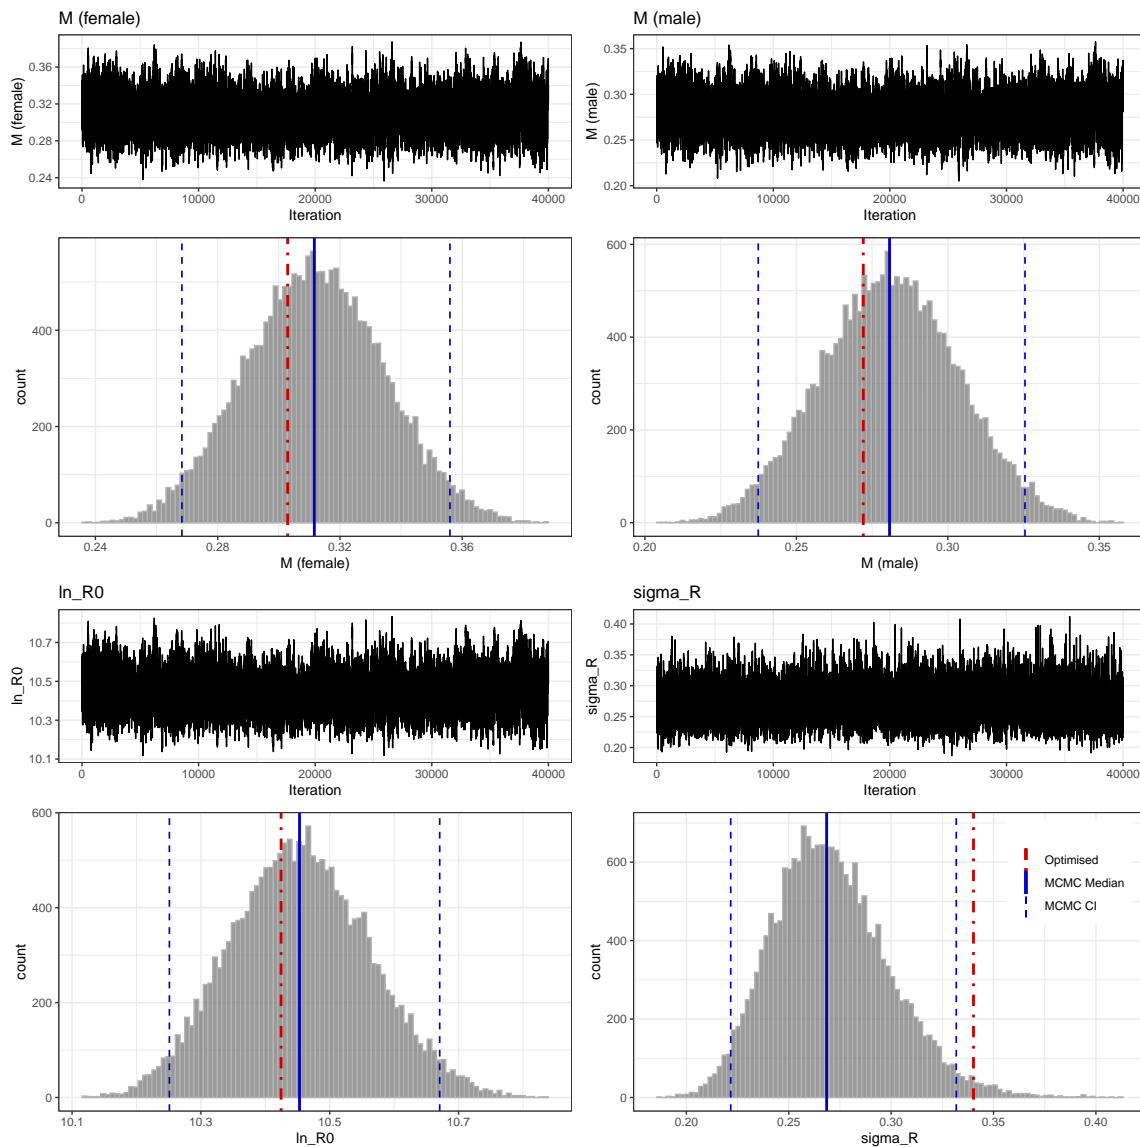 M (female)
M (female)
0.36
0.32
0.28
0.24
0 10000 20000 30000 40000
Iteration
M (male)
M (male)
0.35
0.30
0.25
0.20
0 10000 20000 30000 40000
Iteration
count
400
200
0
0.24 0.28 0.32 0.36
M (female)
count
600
400
200
0
0.20 0.25 0.30 0.35
M (male)
ln_R0
ln_R0
10.7
10.5
10.3
10.1
0 10000 20000 30000 40000
Iteration
sigma_R
sigma_R
0.40
0.35
0.30
0.25
0.20
0 10000 20000 30000 40000
Iteration
count
600
400
200
0
10.1 10.3 10.5 10.7
ln_R0
count
600
400
200
0
0.20 0.25 0.30 0.35 0.40
sigma_R
Optimised
MCMC Median
MCMC CI